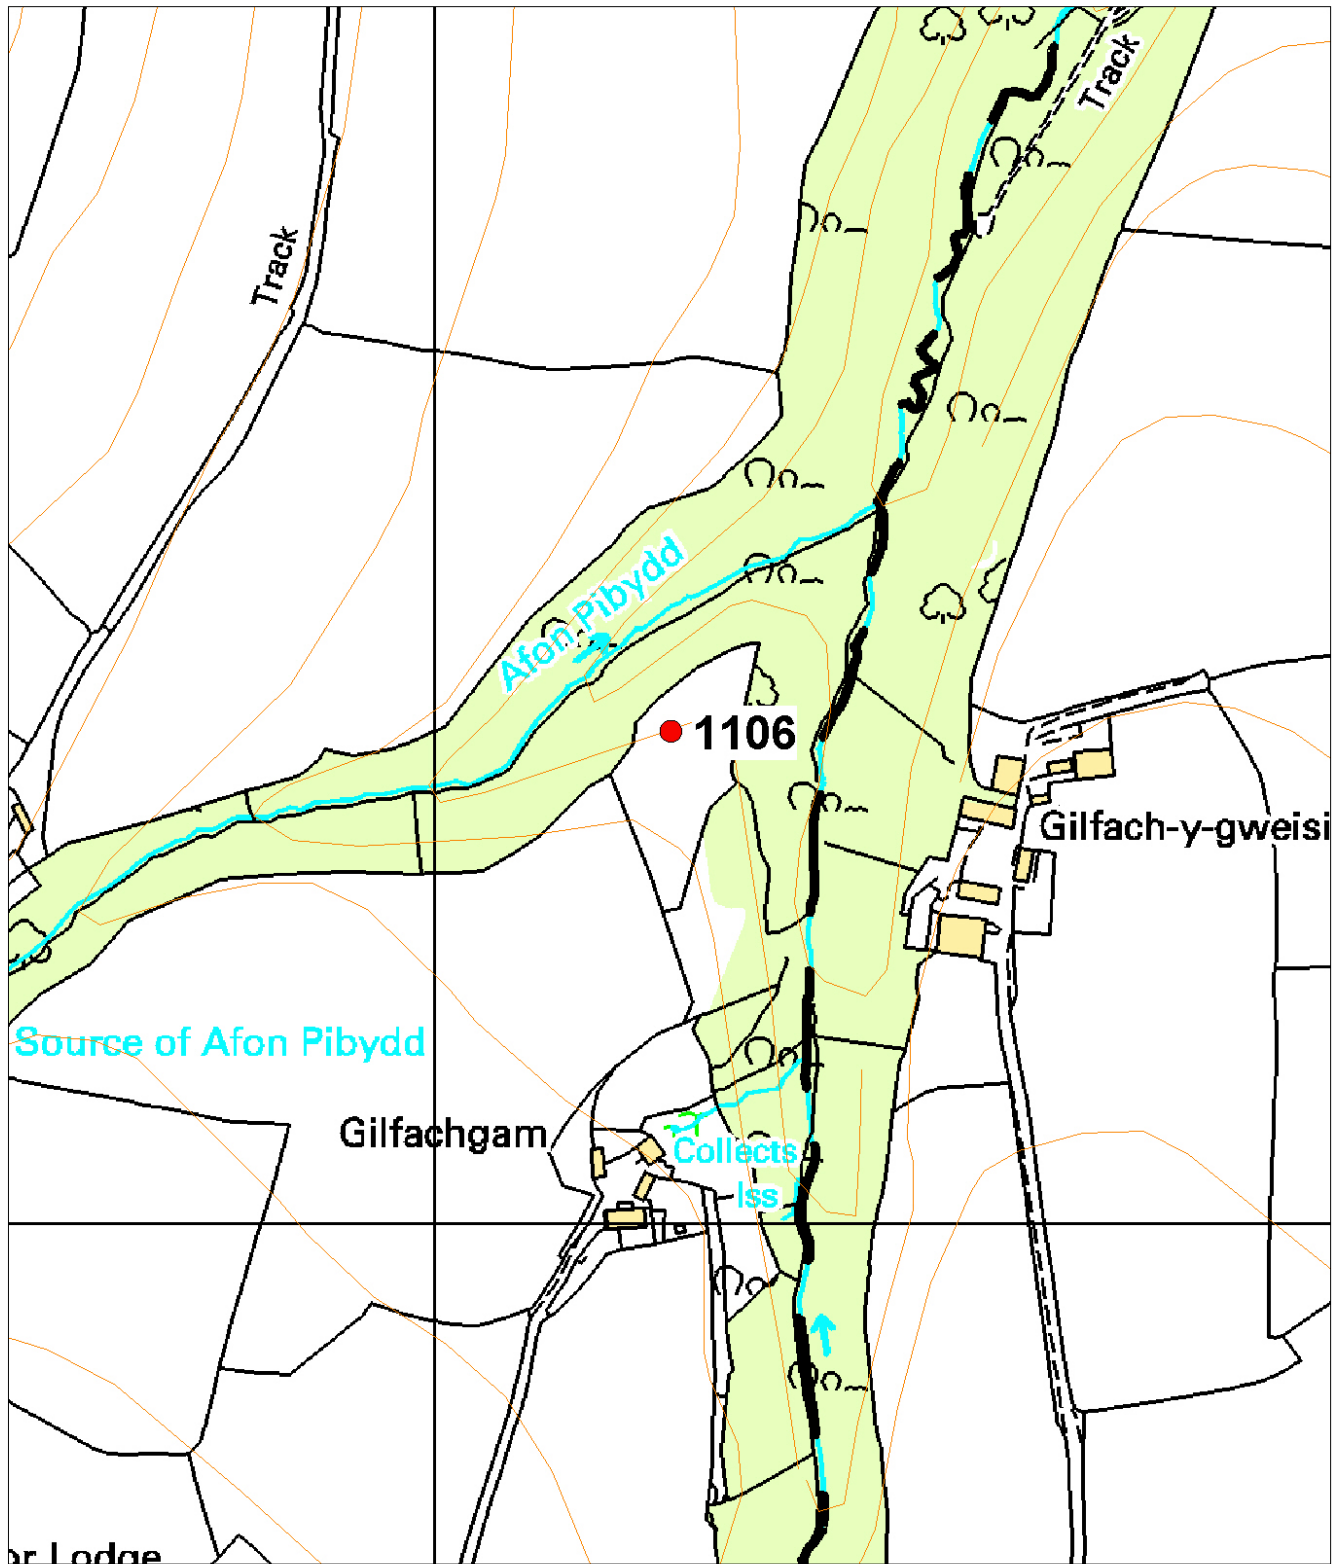 Track
Track
Afon Pibydd
1106
Gilfach-y-gweisi
Source of Afon Pibydd
Gilfachgam
Collects
Iss
or Lodge